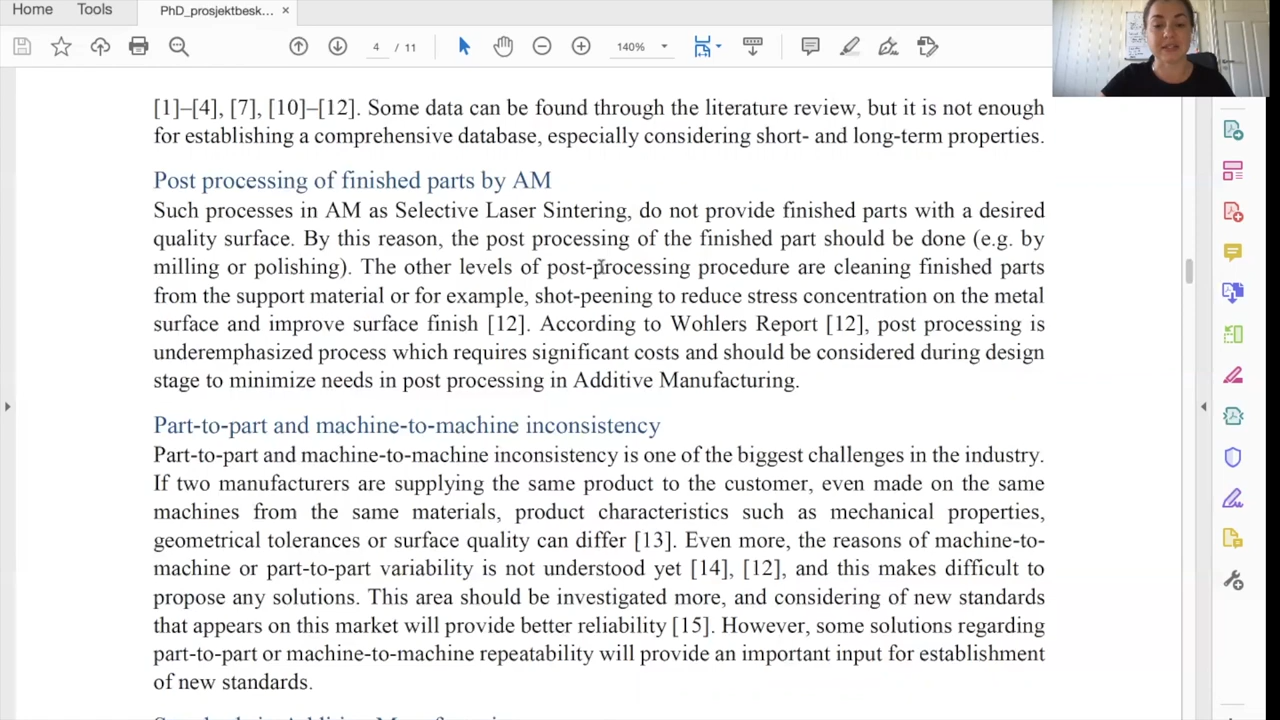 Home Tools PhD_prosjektbesk... ×
4 / 11 140%
[1]–[4], [7], [10]–[12]. Some data can be found through the literature review, but it is not enough
for establishing a comprehensive database, especially considering short- and long-term properties.
Post processing of finished parts by AM
Such processes in AM as Selective Laser Sintering, do not provide finished parts with a desired
quality surface. By this reason, the post processing of the finished part should be done (e.g. by
milling or polishing). The other levels of post-processing procedure are cleaning finished parts
from the support material or for example, shot-peening to reduce stress concentration on the metal
surface and improve surface finish [12]. According to Wohlers Report [12], post processing is
underemphasized process which requires significant costs and should be considered during design
stage to minimize needs in post processing in Additive Manufacturing.
Part-to-part and machine-to-machine inconsistency
Part-to-part and machine-to-machine inconsistency is one of the biggest challenges in the industry.
If two manufacturers are supplying the same product to the customer, even made on the same
machines from the same materials, product characteristics such as mechanical properties,
geometrical tolerances or surface quality can differ [13]. Even more, the reasons of machine-to-
machine or part-to-part variability is not understood yet [14], [12], and this makes difficult to
propose any solutions. This area should be investigated more, and considering of new standards
that appears on this market will provide better reliability [15]. However, some solutions regarding
part-to-part or machine-to-machine repeatability will provide an important input for establishment
of new standards.